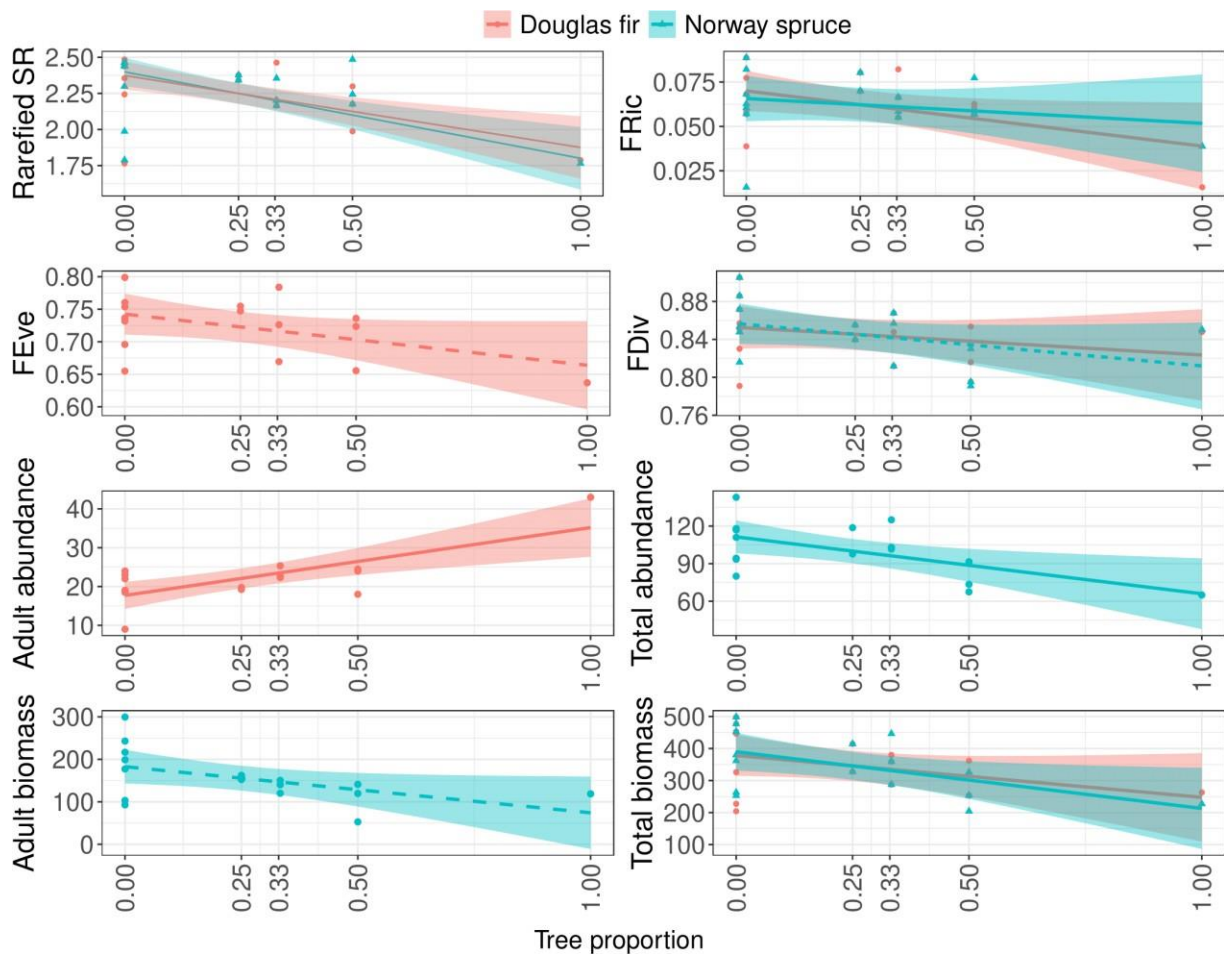 Douglas fir Norway spruce
Rarefied SR
2.50
2.25
2.00
1.75
0.00 0.25 0.33 0.50 1.00
FRic
0.075
0.050
0.025
0.00 0.25 0.33 0.50 1.00
FEve
0.80
0.75
0.70
0.65
0.60
0.00 0.25 0.33 0.50 1.00
FDiv
0.88
0.84
0.80
0.76
0.00 0.25 0.33 0.50 1.00
Adult abundance
40
30
20
10
0.00 0.25 0.33 0.50 1.00
Total abundance
120
90
60
0.00 0.25 0.33 0.50 1.00
Adult biomass
300
200
100
0
0.00 0.25 0.33 0.50 1.00
Total biomass
500
400
300
200
100
0.00 0.25 0.33 0.50 1.00
Tree proportion